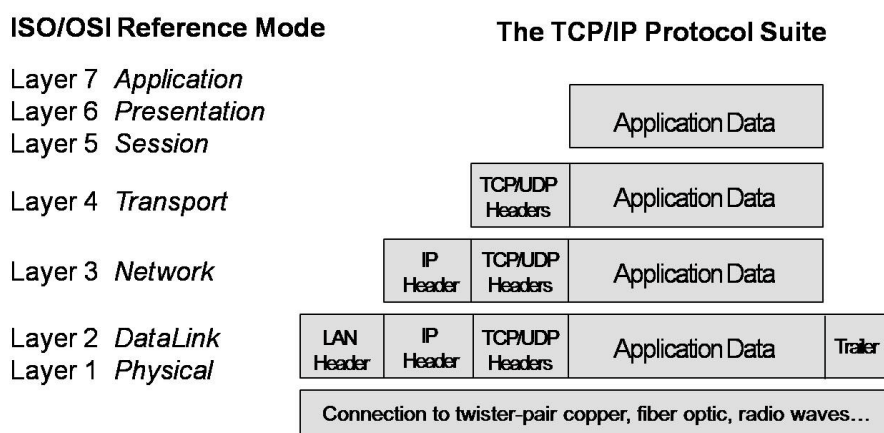 ISO/OSI Reference Mode
The TCP/IP Protocol Suite
Layer 7 Application
Layer 6 Presentation
Layer 5 Session
Application Data
Layer 4 Transport
TCP/UDP
Headers
Application Data
Layer 3 Network
IP
Header
TCP/UDP
Headers
Application Data
Layer 2 DataLink
Layer 1 Physical
LAN
Header
IP
Header
TCP/UDP
Headers
Application Data
Trailer
Connection to twister-pair copper, fiber optic, radio waves...